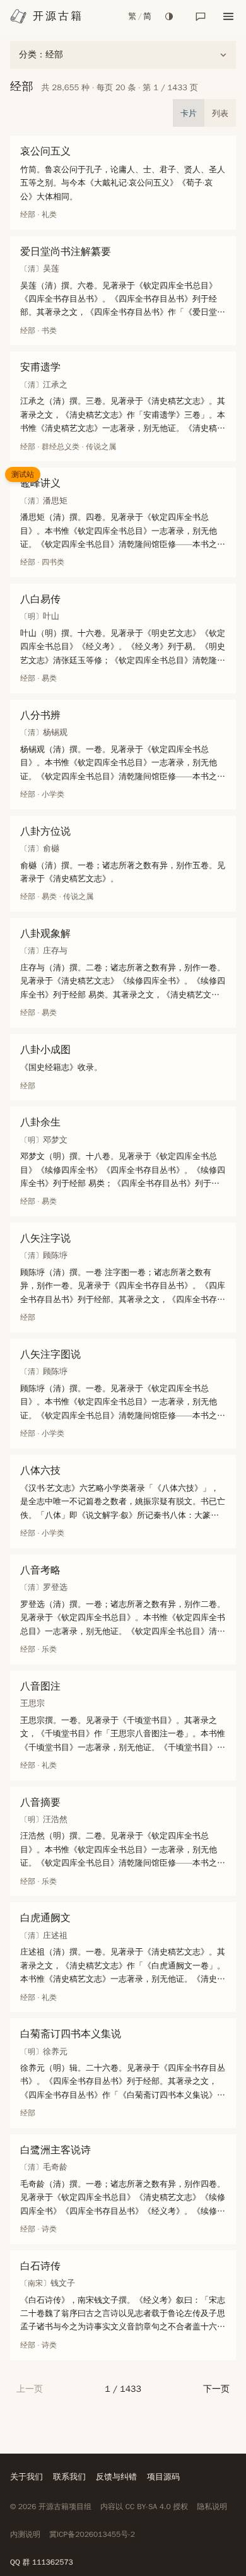 开源古籍
繁 / 简
分类：经部
经部 共 28,655 种 · 每页 20 条 · 第 1 / 1433 页
卡片 列表
哀公问五义
竹简。鲁哀公问于孔子，论庸人、士、君子、贤人、圣人
五等之别。与今本《大戴礼记·哀公问五义》《荀子·哀
公》大体相同。
经部 · 礼类
爱日堂尚书注解纂要
〔清〕吴莲
吴莲（清）撰。六卷。见著录于《钦定四库全书总目》
《四库全书存目丛书》。《四库全书存目丛书》列于经
部。其著录之文，《四库全书存目丛书》作「《爱日堂…
经部 · 书类
安甫遗学
〔清〕江承之
江承之（清）撰。三卷。见著录于《清史稿艺文志》。其
著录之文，《清史稿艺文志》作「安甫遗学》三卷」。本
书惟《清史稿艺文志》一志著录，别无他证。《清史稿…
经部 · 群经总义类 · 传说之属
测试站
峰讲义
〔清〕潘思矩
潘思矩（清）撰。四卷。见著录于《钦定四库全书总
目》。本书惟《钦定四库全书总目》一志著录，别无他
证。《钦定四库全书总目》清乾隆间馆臣修——本书之…
经部 · 四书类
八白易传
〔明〕叶山
叶山（明）撰。十六卷。见著录于《明史艺文志》《钦定
四库全书总目》《经义考》。《经义考》列于易。《明史
艺文志》清张廷玉等修；《钦定四库全书总目》清乾隆…
经部 · 易类
八分书辨
〔清〕杨锡观
杨锡观（清）撰。一卷。见著录于《钦定四库全书总
目》。本书惟《钦定四库全书总目》一志著录，别无他
证。《钦定四库全书总目》清乾隆间馆臣修——本书之…
经部 · 小学类
八卦方位说
〔清〕俞樾
俞樾（清）撰。一卷；诸志所著之数有异，别作五卷。见
著录于《清史稿艺文志》。
经部 · 易类 · 传说之属
八卦观象解
〔清〕庄存与
庄存与（清）撰。二卷；诸志所著之数有异，别作一卷。
见著录于《清史稿艺文志》《续修四库全书》。《续修四
库全书》列于经部 易类。其著录之文，《清史稿艺文…
经部 · 易类
八卦小成图
《国史经籍志》收录。
经部
八卦余生
〔明〕邓梦文
邓梦文（明）撰。十八卷。见著录于《钦定四库全书总
目》《续修四库全书》《四库全书存目丛书》。《续修四
库全书》列于经部 易类；《四库全书存目丛书》列于…
经部 · 易类
八矢注字说
〔清〕顾陈垿
顾陈垿（清）撰。一卷 注字图一卷；诸志所著之数有
异，别作一卷。见著录于《四库全书存目丛书》。《四库
全书存目丛书》列于经部。其著录之文，《四库全书存…
经部
八矢注字图说
〔清〕顾陈垿
顾陈垿（清）撰。一卷。见著录于《钦定四库全书总
目》。本书惟《钦定四库全书总目》一志著录，别无他
证。《钦定四库全书总目》清乾隆间馆臣修——本书之…
经部 · 小学类
八体六技
《汉书·艺文志》六艺略小学类著录「《八体六技》」，
是全志中唯一不记篇卷之数者，姚振宗疑有脱文。书已亡
佚。「八体」即《说文解字·叙》所记秦书八体：大篆…
经部 · 小学类
八音考略
〔清〕罗登选
罗登选（清）撰。一卷；诸志所著之数有异，别作二卷。
见著录于《钦定四库全书总目》。本书惟《钦定四库全书
总目》一志著录，别无他证。《钦定四库全书总目》清…
经部 · 乐类
八音图注
王思宗
王思宗撰。一卷。见著录于《千顷堂书目》。其著录之
文，《千顷堂书目》作「王思宗八音图注一卷」。本书惟
《千顷堂书目》一志著录，别无他证。《千顷堂书目》…
经部 · 礼类
八音摘要
〔明〕汪浩然
汪浩然（明）撰。二卷。见著录于《钦定四库全书总
目》。本书惟《钦定四库全书总目》一志著录，别无他
证。《钦定四库全书总目》清乾隆间馆臣修——本书之…
经部 · 乐类
白虎通阙文
〔清〕庄述祖
庄述祖（清）撰。一卷。见著录于《清史稿艺文志》。其
著录之文，《清史稿艺文志》作「《白虎通阙文一卷」。
本书惟《清史稿艺文志》一志著录，别无他证。《清史…
经部 · 礼类
白菊斋订四书本义集说
〔明〕徐养元
徐养元（明）辑。二十六卷。见著录于《四库全书存目丛
书》。《四库全书存目丛书》列于经部。其著录之文，
《四库全书存目丛书》作「《白菊斋订四书本义集说》…
经部
白鹭洲主客说诗
〔清〕毛奇龄
毛奇龄（清）撰。一卷；诸志所著之数有异，别作四卷。
见著录于《钦定四库全书总目》《清史稿艺文志》《续修
四库全书》《四库全书存目丛书》《经义考》。《续修…
经部 · 诗类
白石诗传
〔南宋〕钱文子
《白石诗传》，南宋钱文子撰。《经义考》叙曰：「宋志
二十卷魏了翁序曰古之言诗以见志者载于鲁论左传及子思
孟子诸书与今之为诗事实文义音韵章句之不合者盖十六…
经部 · 诗类
上一页 1 / 1433 下一页
关于我们 联系我们 反馈与纠错 项目源码
© 2026 开源古籍项目组 内容以 CC BY-SA 4.0 授权 隐私说明
内测说明 冀ICP备2026013455号-2
QQ 群 111362573